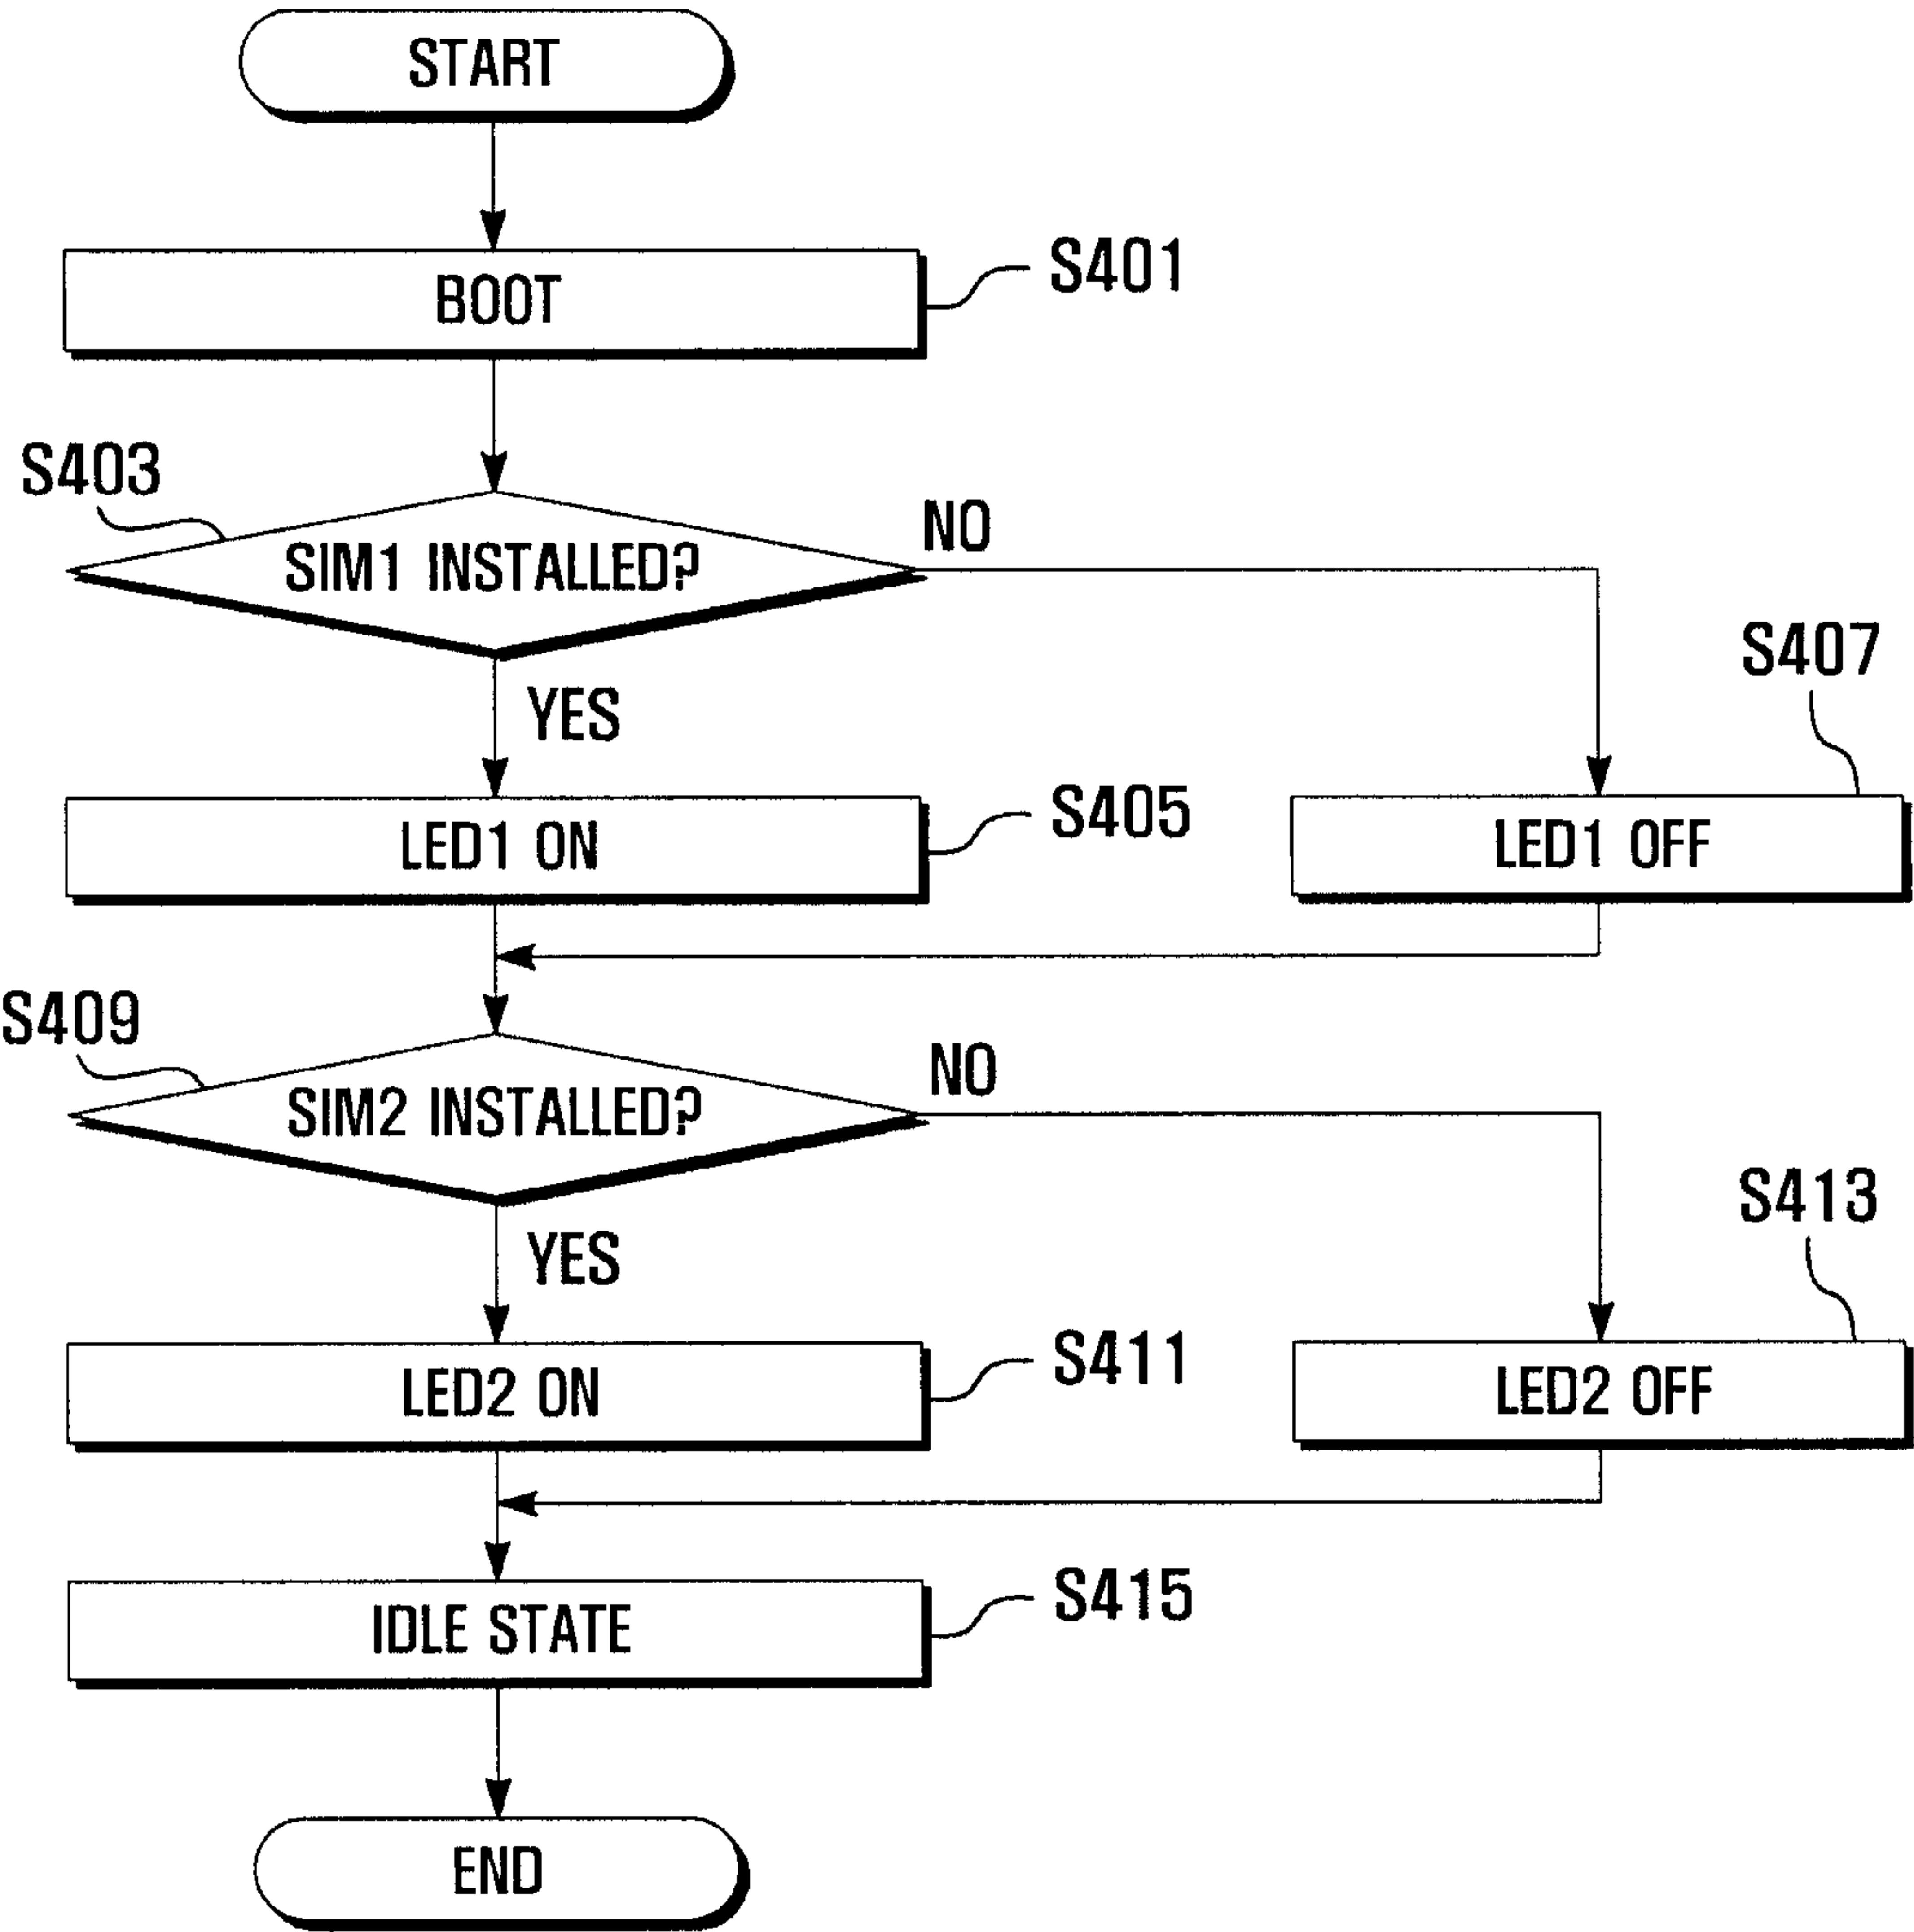 START
BOOT
S401
S403
SIM1 INSTALLED?
NO
YES
S407
LED1 ON
S405
LED1 OFF
S409
SIM2 INSTALLED?
NO
YES
S413
LED2 ON
S411
LED2 OFF
IDLE STATE
S415
END